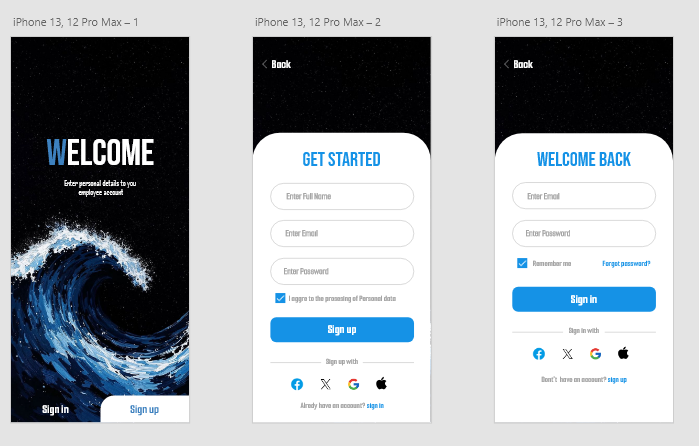 iPhone 13, 12 Pro Max – 1
WELCOME
Enter personal details to you
employee account
Sign in
Sign up
iPhone 13, 12 Pro Max – 2
Back
GET STARTED
Enter Full Name
Enter Email
Enter Password
I aggre to the procesing of Personal data
Sign up
Sign up with
Already have an account? sign in
iPhone 13, 12 Pro Max – 3
Back
WELCOME BACK
Enter Email
Enter Password
Remember me
Forgot password?
Sign in
Sign in with
Dont't have an account? sign up